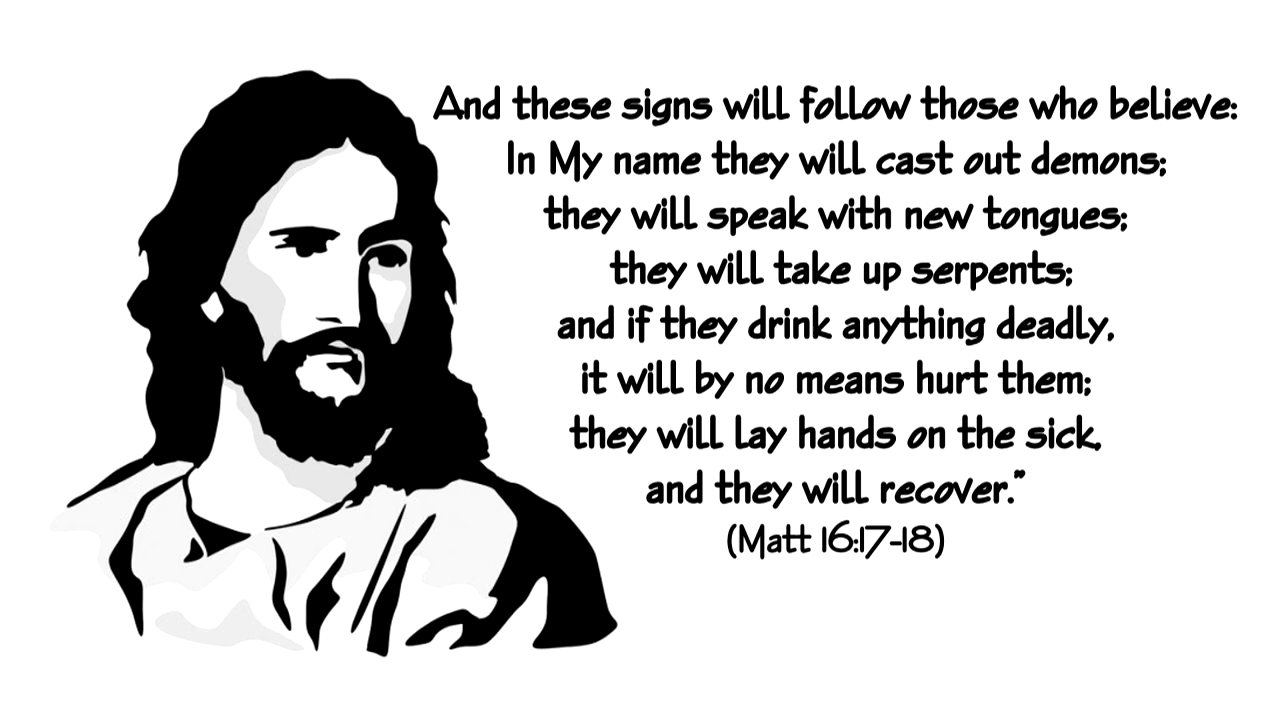 And these signs will follow those who believe:
In My name they will cast out demons;
they will speak with new tongues;
they will take up serpents;
and if they drink anything deadly,
it will by no means hurt them;
they will lay hands on the sick,
and they will recover.”
(Matt 16:17-18)